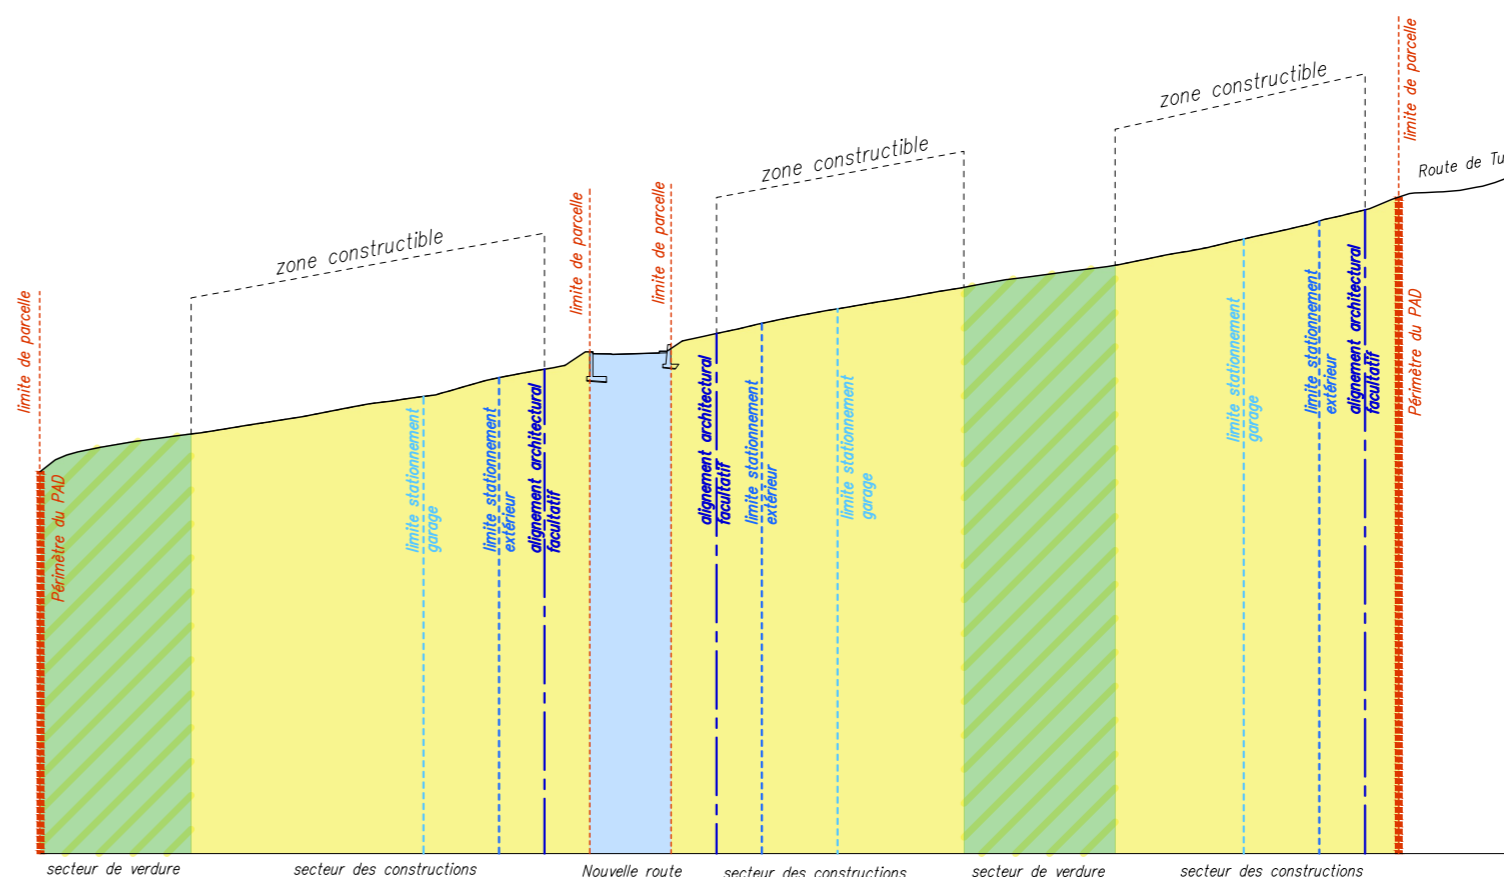 limite de parcelle
Périmètre du PAD
zone constructible
limite stationnement
garage
limite stationnement
extérieur
alignement architectural
facultatif
limite de parcelle
limite de parcelle
zone constructible
alignement architectural
facultatif
limite stationnement
extérieur
limite stationnement
garage
zone constructible
limite stationnement
garage
limite stationnement
extérieur
alignement architectural
facultatif
limite de parcelle
Périmètre du PAD
Route de Tu
secteur de verdure
secteur des constructions
Nouvelle route
secteur des constructions
secteur de verdure
secteur des constructions